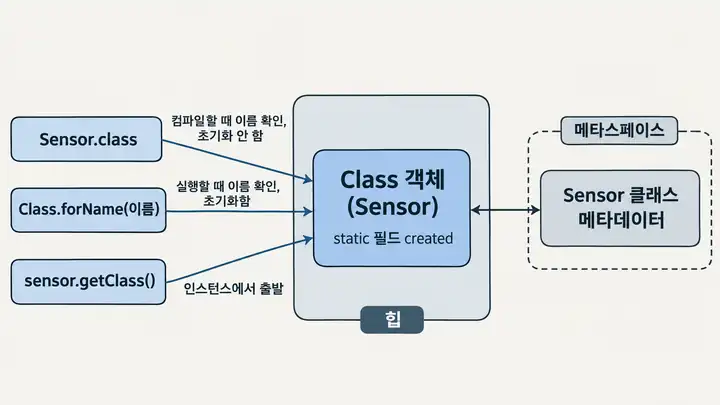 컴파일할 때 이름 확인,
초기화 안 함
Sensor.class
실행할 때 이름 확인,
초기화함
Class.forName(이름)
sensor.getClass()
인스턴스에서 출발
Class 객체
(Sensor)
static 필드 created
힙
메타스페이스
Sensor 클래스
메타데이터